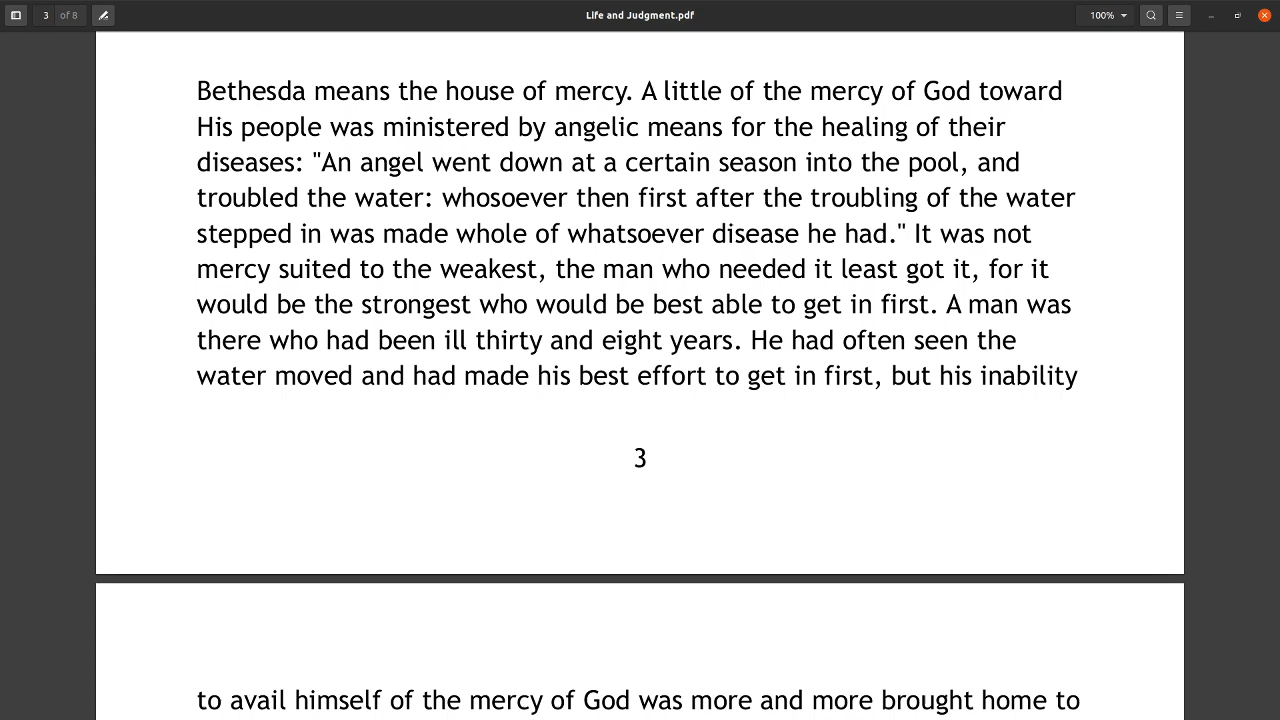 3 of 8
Life and Judgment.pdf
100%
Bethesda means the house of mercy. A little of the mercy of God toward
His people was ministered by angelic means for the healing of their
diseases: "An angel went down at a certain season into the pool, and
troubled the water: whosoever then first after the troubling of the water
stepped in was made whole of whatsoever disease he had." It was not
mercy suited to the weakest, the man who needed it least got it, for it
would be the strongest who would be best able to get in first. A man was
there who had been ill thirty and eight years. He had often seen the
water moved and had made his best effort to get in first, but his inability
3
to avail himself of the mercy of God was more and more brought home to